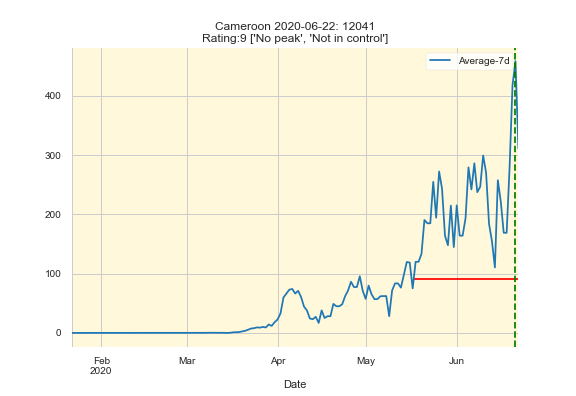 Cameroon 2020-06-22: 12041
Rating:9 ['No peak', 'Not in control']
Average-7d
400
300
200
100
0
Feb
2020
Mar
Apr
May
Jun
Date